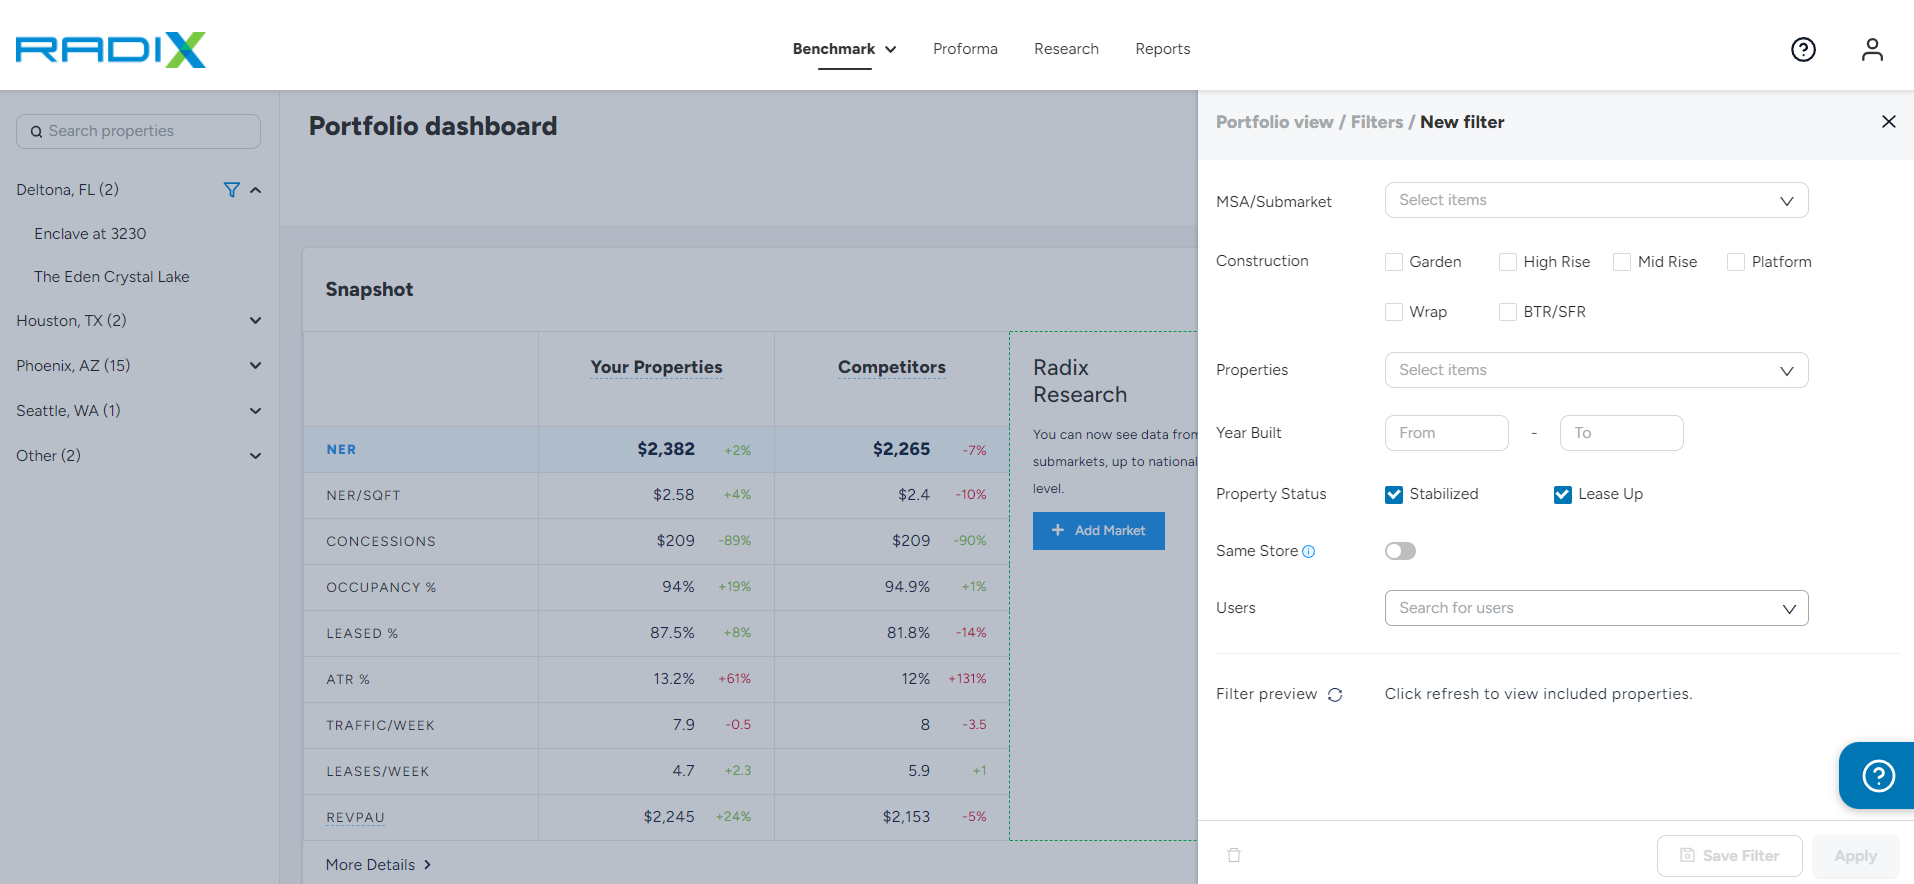 RADIX
Benchmark
Proforma
Research
Reports
Search properties
Deltona, FL (2)
Enclave at 3230
The Eden Crystal Lake
Houston, TX (2)
Phoenix, AZ (15)
Seattle, WA (1)
Other (2)
Portfolio dashboard
Snapshot
Your Properties Competitors
NER $2,382 +2% $2,265 -7%
NER/SQFT $2.58 +4% $2.4 -10%
CONCESSIONS $209 -89% $209 -90%
OCCUPANCY % 94% +19% 94.9% +1%
LEASED % 87.5% +8% 81.8% -14%
ATR % 13.2% +61% 12% +131%
TRAFFIC/WEEK 7.9 -0.5 8 -3.5
LEASES/WEEK 4.7 +2.3 5.9 +1
REVPAU $2,245 +24% $2,153 -5%
More Details
Radix
Research
You can now see data from
submarkets, up to national
level.
+ Add Market
Portfolio view / Filters / New filter
MSA/Submarket Select items
Construction Garden High Rise Mid Rise Platform
Wrap BTR/SFR
Properties Select items
Year Built From - To
Property Status Stabilized Lease Up
Same Store
Users Search for users
Filter preview Click refresh to view included properties.
Save Filter Apply